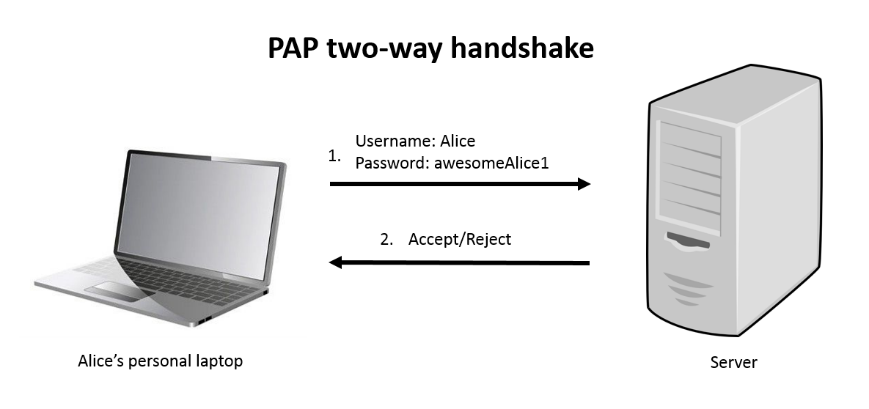 PAP two-way handshake
1. Username: Alice
Password: awesomeAlice1
2. Accept/Reject
Alice’s personal laptop
Server